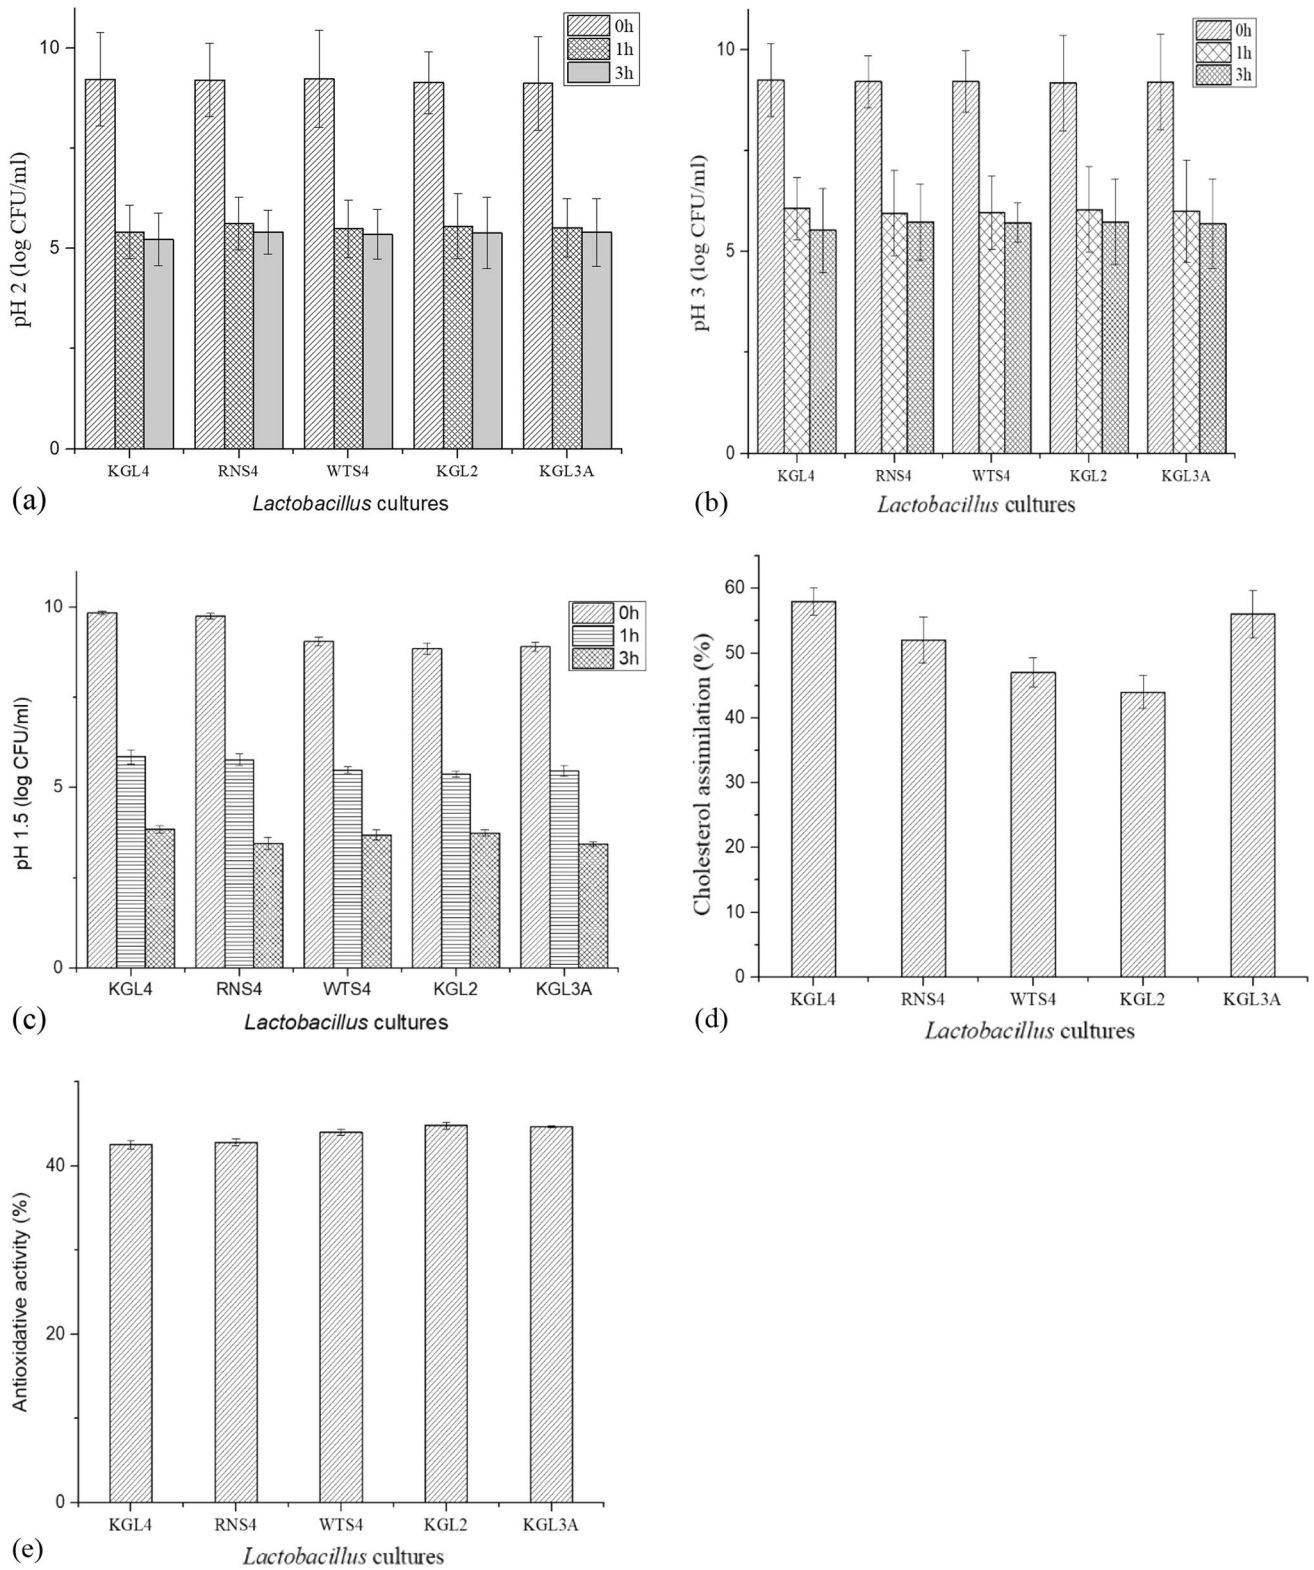 0h
1h
3h
10
5
0
pH 2 (log CFU/ml)
KGL4 RNS4 WTS4 KGL2 KGL3A
Lactobacillus cultures
(a)
0h
1h
3h
10
5
0
pH 3 (log CFU/ml)
KGL4 RNS4 WTS4 KGL2 KGL3A
Lactobacillus cultures
(b)
0h
1h
3h
10
5
0
pH 1.5 (log CFU/ml)
KGL4 RNS4 WTS4 KGL2 KGL3A
Lactobacillus cultures
(c)
60
50
40
30
20
10
0
Cholesterol assimilation (%)
KGL4 RNS4 WTS4 KGL2 KGL3A
Lactobacillus cultures
(d)
40
20
0
Antioxidative activity (%)
KGL4 RNS4 WTS4 KGL2 KGL3A
Lactobacillus cultures
(e)